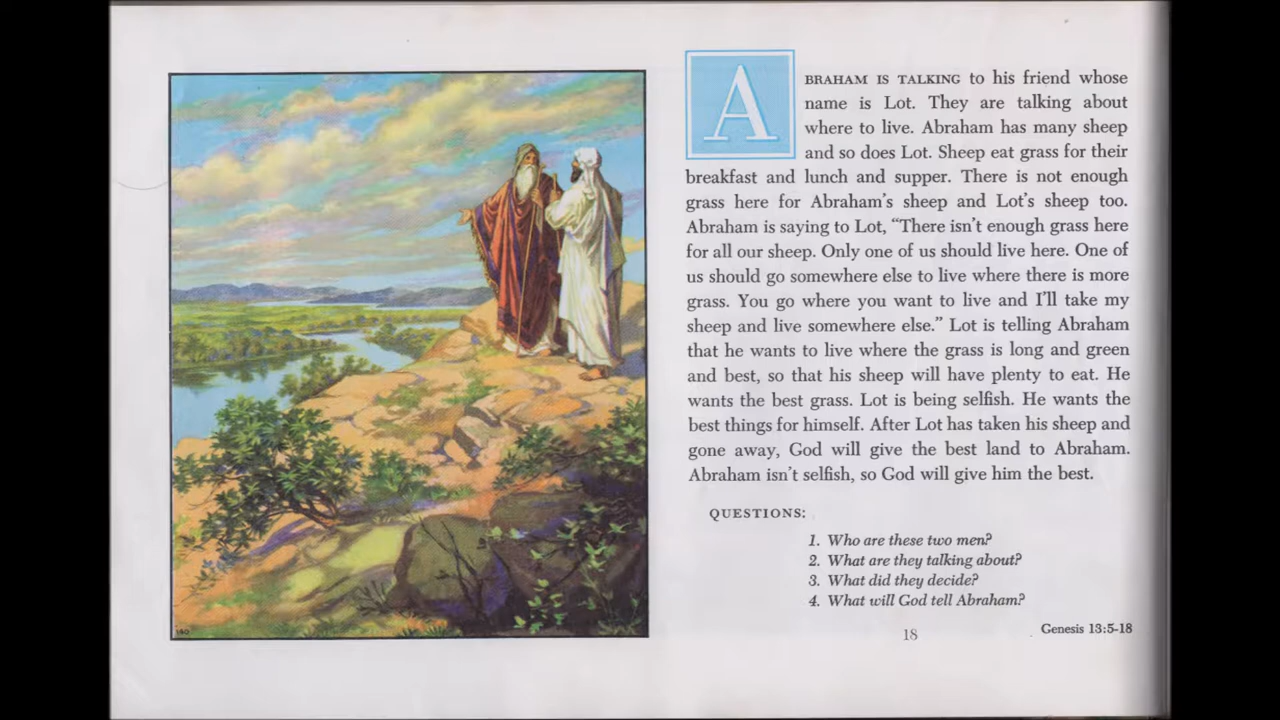 ABRAHAM IS TALKING to his friend whose
name is Lot. They are talking about
where to live. Abraham has many sheep
and so does Lot. Sheep eat grass for their
breakfast and lunch and supper. There is not enough
grass here for Abraham's sheep and Lot's sheep too.
Abraham is saying to Lot, “There isn't enough grass here
for all our sheep. Only one of us should live here. One of
us should go somewhere else to live where there is more
grass. You go where you want to live and I'll take my
sheep and live somewhere else.” Lot is telling Abraham
that he wants to live where the grass is long and green
and best, so that his sheep will have plenty to eat. He
wants the best grass. Lot is being selfish. He wants the
best things for himself. After Lot has taken his sheep and
gone away, God will give the best land to Abraham.
Abraham isn't selfish, so God will give him the best.
QUESTIONS:
1. Who are these two men?
2. What are they talking about?
3. What did they decide?
4. What will God tell Abraham?
18
Genesis 13:5-18
140